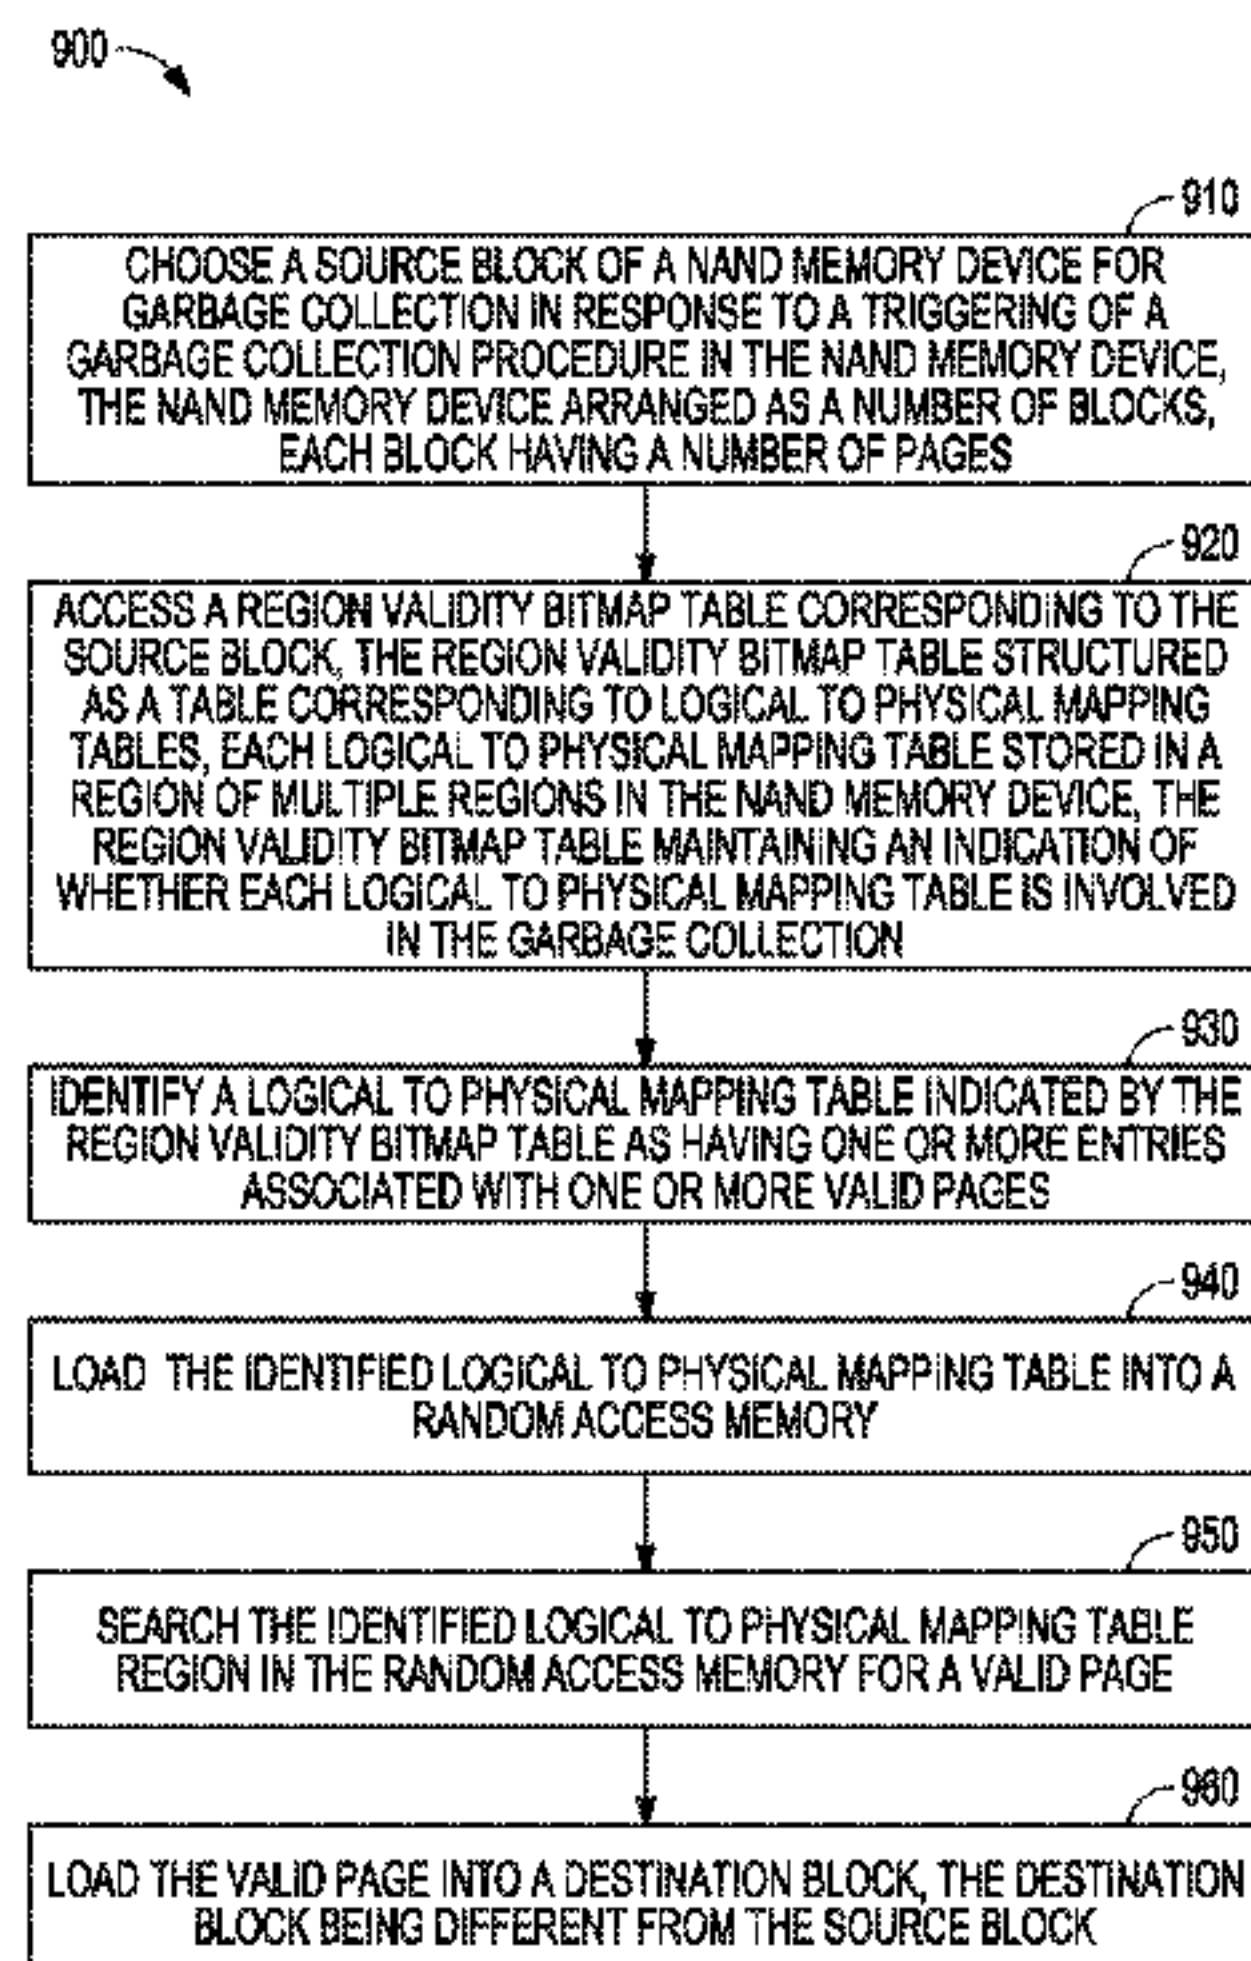 900
910
CHOOSE A SOURCE BLOCK OF A NAND MEMORY DEVICE FOR
GARBAGE COLLECTION IN RESPONSE TO A TRIGGERING OF A
GARBAGE COLLECTION PROCEDURE IN THE NAND MEMORY DEVICE,
THE NAND MEMORY DEVICE ARRANGED AS A NUMBER OF BLOCKS,
EACH BLOCK HAVING A NUMBER OF PAGES
920
ACCESS A REGION VALIDITY BITMAP TABLE CORRESPONDING TO THE
SOURCE BLOCK, THE REGION VALIDITY BITMAP TABLE STRUCTURED
AS A TABLE CORRESPONDING TO LOGICAL TO PHYSICAL MAPPING
TABLES, EACH LOGICAL TO PHYSICAL MAPPING TABLE STORED IN A
REGION OF MULTIPLE REGIONS IN THE NAND MEMORY DEVICE, THE
REGION VALIDITY BITMAP TABLE MAINTAINING AN INDICATION OF
WHETHER EACH LOGICAL TO PHYSICAL MAPPING TABLE IS INVOLVED
IN THE GARBAGE COLLECTION
930
IDENTIFY A LOGICAL TO PHYSICAL MAPPING TABLE INDICATED BY THE
REGION VALIDITY BITMAP TABLE AS HAVING ONE OR MORE ENTRIES
ASSOCIATED WITH ONE OR MORE VALID PAGES
940
LOAD THE IDENTIFIED LOGICAL TO PHYSICAL MAPPING TABLE INTO A
RANDOM ACCESS MEMORY
950
SEARCH THE IDENTIFIED LOGICAL TO PHYSICAL MAPPING TABLE
REGION IN THE RANDOM ACCESS MEMORY FOR A VALID PAGE
960
LOAD THE VALID PAGE INTO A DESTINATION BLOCK, THE DESTINATION
BLOCK BEING DIFFERENT FROM THE SOURCE BLOCK